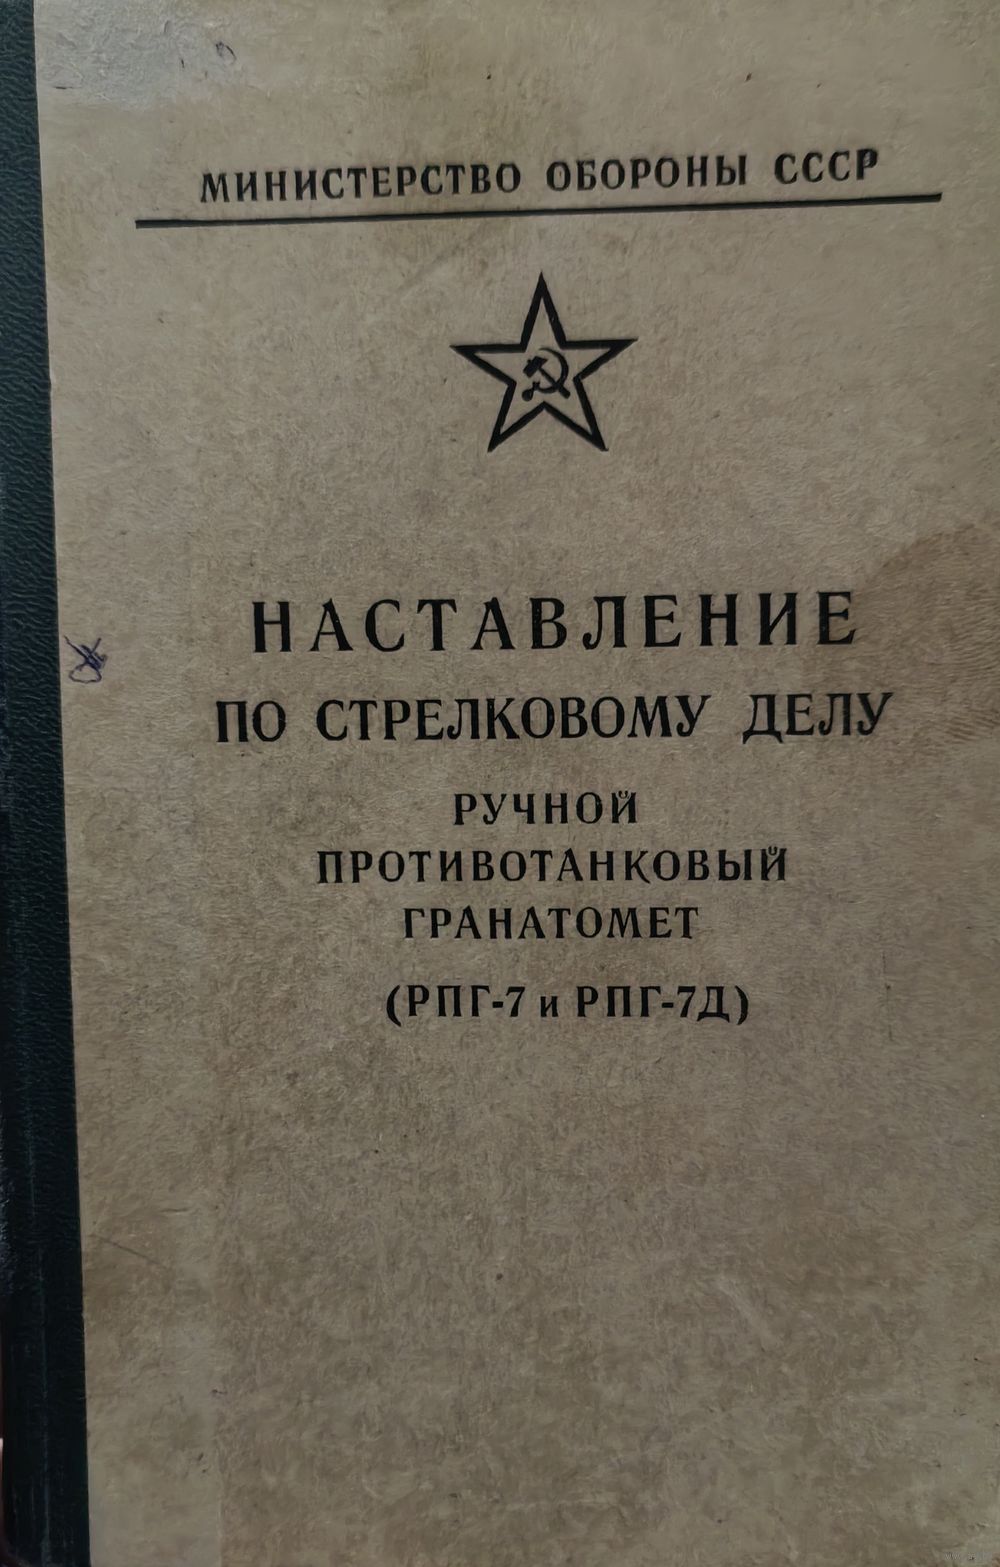 МИНИСТЕРСТВО ОБОРОНЫ СССР
НАСТАВЛЕНИЕ
ПО СТРЕЛКОВОМУ ДЕЛУ
РУЧНОЙ
ПРОТИВОТАНКОВЫЙ
ГРАНАТОМЕТ
(РПГ-7 и РПГ-7Д)